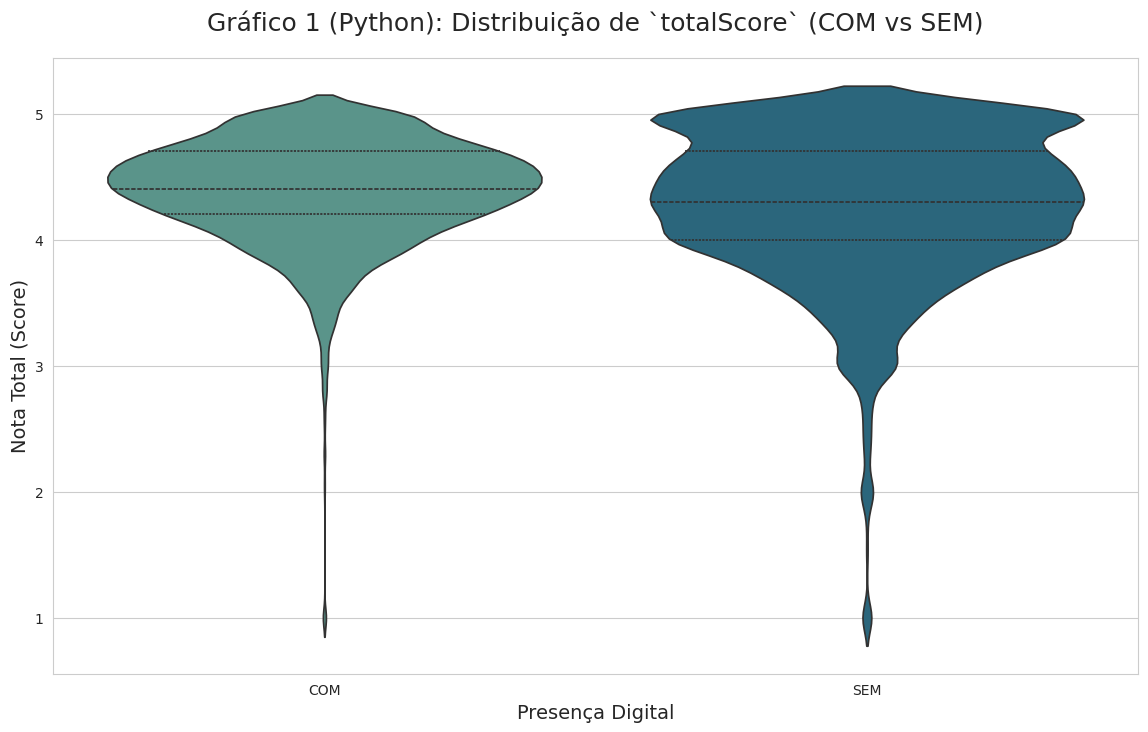 Gráfico 1 (Python): Distribuição de `totalScore` (COM vs SEM)
Nota Total (Score)
5
4
3
2
1
COM
SEM
Presença Digital